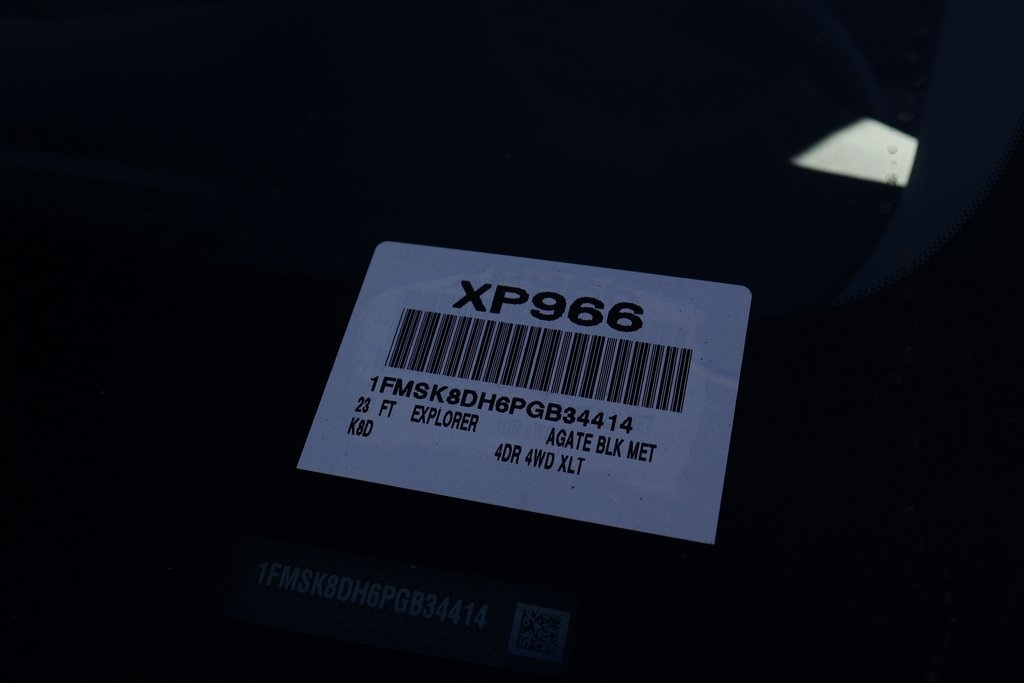 XP966
1FMSK8DH6PGB34414
23 FT EXPLORER AGATE BLK MET
K8D 4DR 4WD XLT
1FMSK8DH6PGB34414